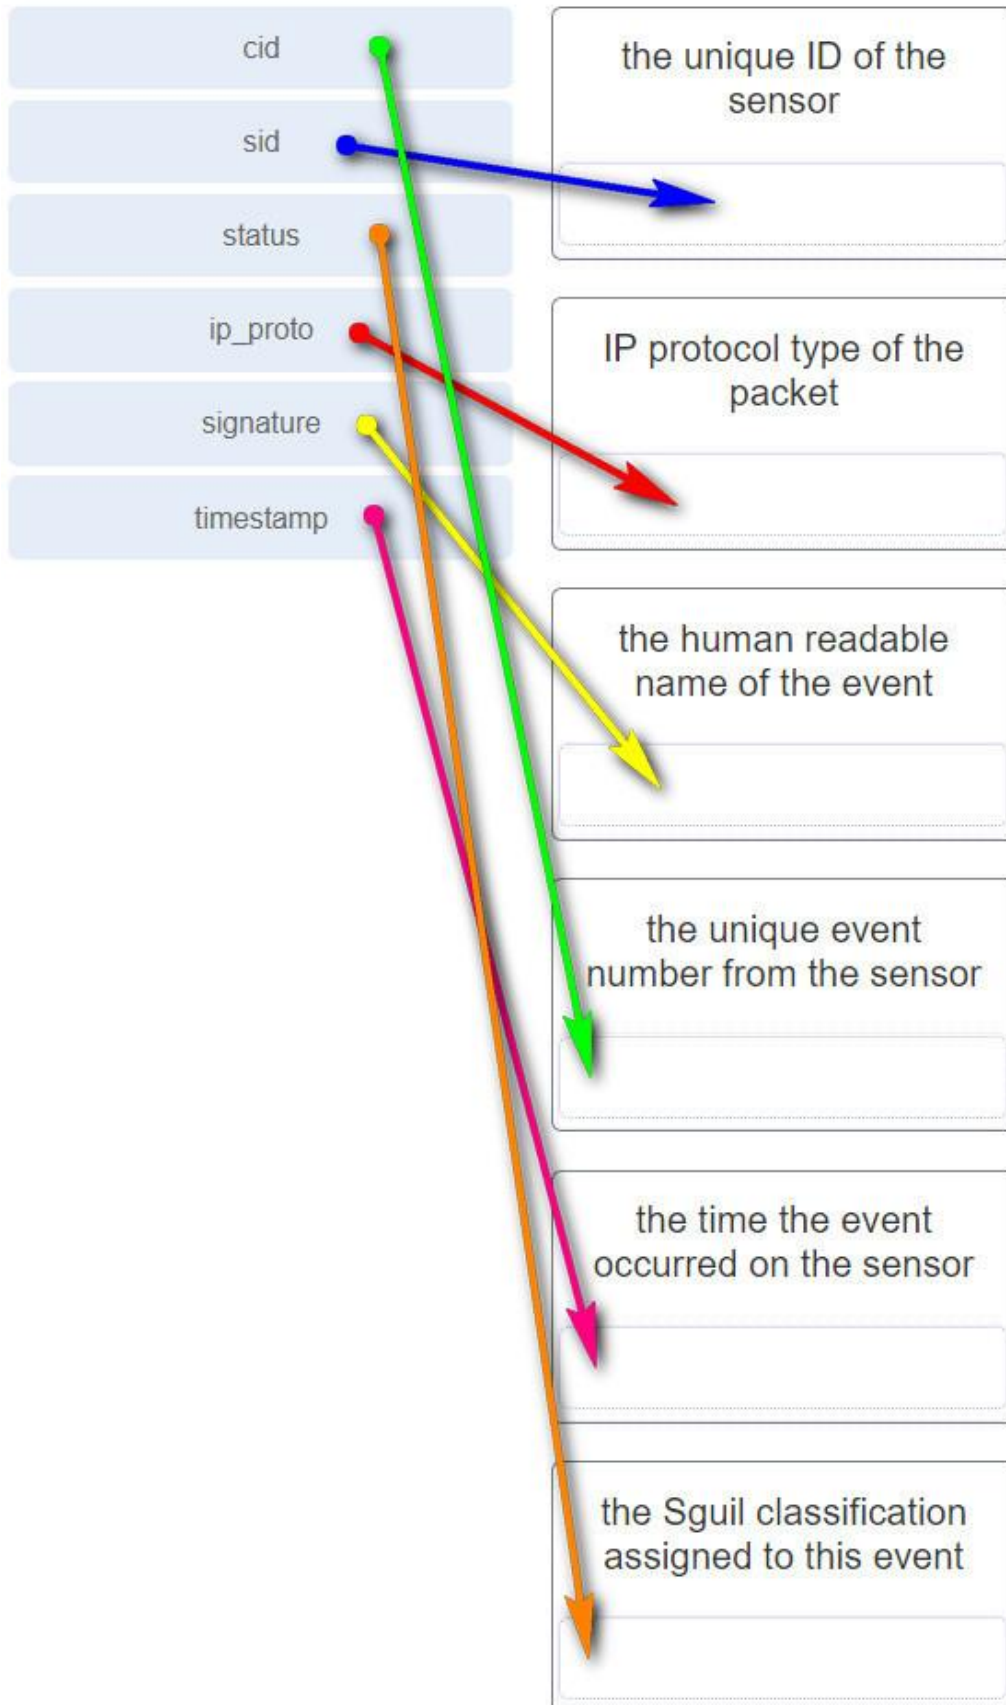 cid
sid
status
ip_proto
signature
timestamp
the unique ID of the
sensor
IP protocol type of the
packet
the human readable
name of the event
the unique event
number from the sensor
the time the event
occurred on the sensor
the Sguil classification
assigned to this event